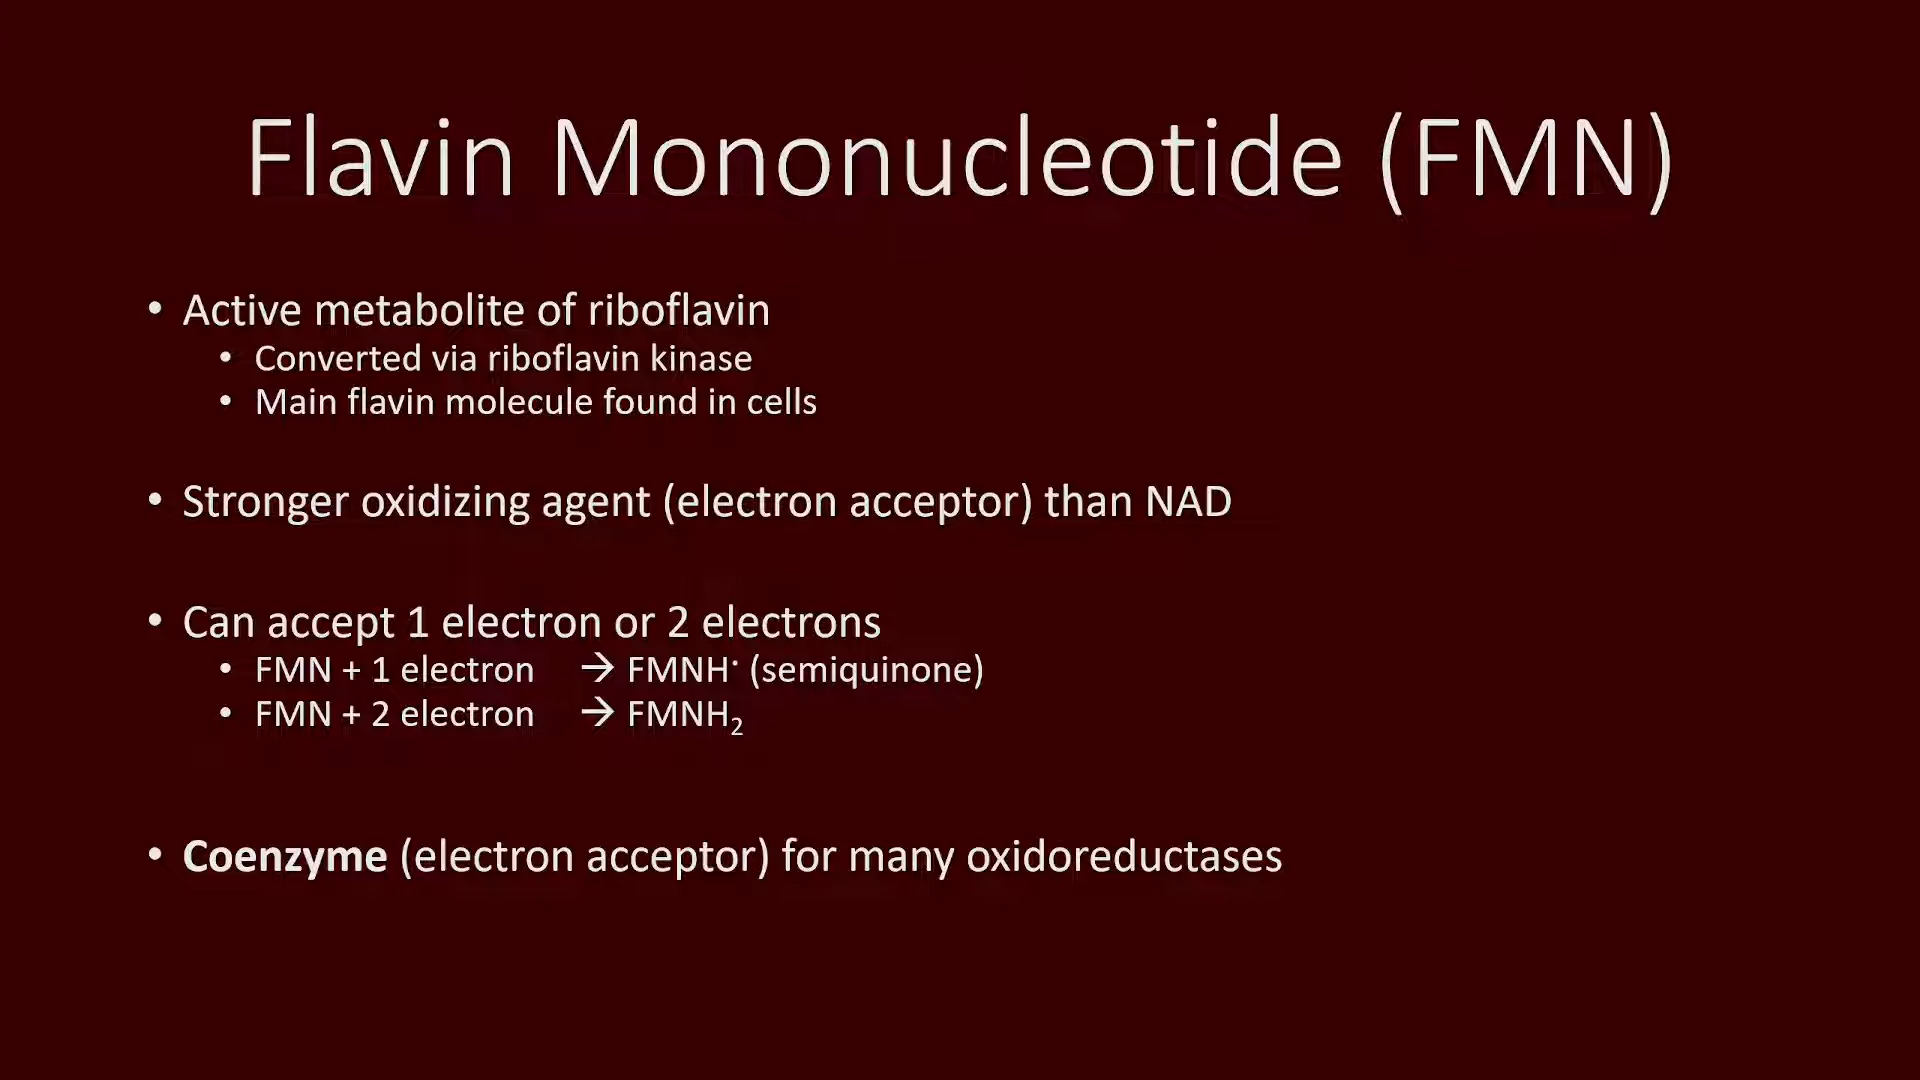 Flavin Mononucleotide (FMN)
• Active metabolite of riboflavin
• Converted via riboflavin kinase
• Main flavin molecule found in cells
• Stronger oxidizing agent (electron acceptor) than NAD
• Can accept 1 electron or 2 electrons
• FMN + 1 electron → FMNH· (semiquinone)
• FMN + 2 electron → FMNH₂
• Coenzyme (electron acceptor) for many oxidoreductases